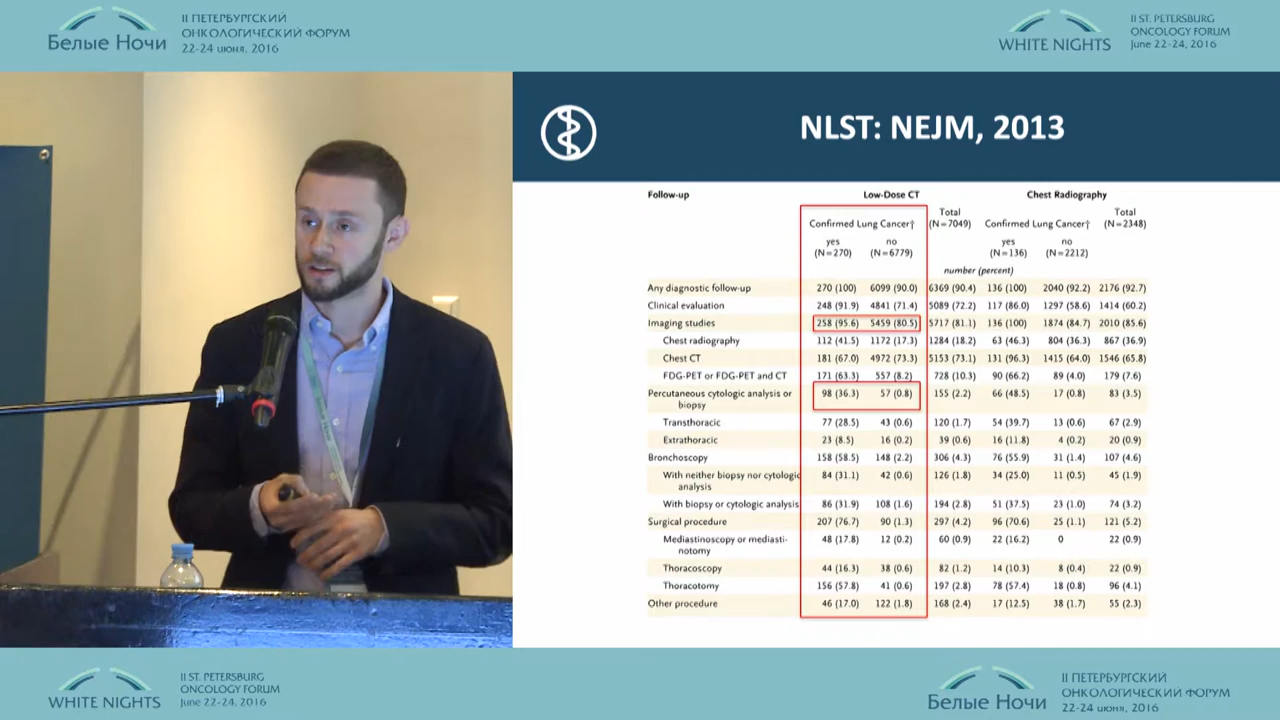 II ПЕТЕРБУРГСКИЙ
ОНКОЛОГИЧЕСКИЙ ФОРУМ
Белые Ночи
22-24 июня, 2016
II ST. PETERSBURG
ONCOLOGY FORUM
WHITE NIGHTS
June 22-24, 2016
NLST: NEJM, 2013
Follow-up Low-Dose CT Chest Radiography
Confirmed Lung Cancer† Total (N=7049) Confirmed Lung Cancer† Total (N=2348)
yes (N=270) no (N=6779) yes (N=136) no (N=2212)
number (percent)
Any diagnostic follow-up 270 (100) 6099 (90.0) 6369 (90.4) 136 (100) 2040 (92.2) 2176 (92.7)
Clinical evaluation 248 (91.9) 4841 (71.4) 5089 (72.2) 117 (86.0) 1297 (58.6) 1414 (60.2)
Imaging studies 258 (95.6) 5459 (80.5) 5717 (81.1) 136 (100) 1874 (84.7) 2010 (85.6)
Chest radiography 112 (41.5) 1172 (17.3) 1284 (18.2) 63 (46.3) 804 (36.3) 867 (36.9)
Chest CT 181 (67.0) 4972 (73.3) 5153 (73.1) 131 (96.3) 1415 (64.0) 1546 (65.8)
FDG-PET or FDG-PET and CT 171 (63.3) 557 (8.2) 728 (10.3) 90 (66.2) 89 (4.0) 179 (7.6)
Percutaneous cytologic analysis or 98 (36.3) 57 (0.8) 155 (2.2) 66 (48.5) 17 (0.8) 83 (3.5)
biopsy
Transthoracic 77 (28.5) 43 (0.6) 120 (1.7) 54 (39.7) 13 (0.6) 67 (2.9)
Extrathoracic 23 (8.5) 16 (0.2) 39 (0.6) 16 (11.8) 4 (0.2) 20 (0.9)
Bronchoscopy 158 (58.5) 148 (2.2) 306 (4.3) 76 (55.9) 31 (1.4) 107 (4.6)
With neither biopsy nor cytologic 84 (31.1) 42 (0.6) 126 (1.8) 34 (25.0) 11 (0.5) 45 (1.9)
analysis
With biopsy or cytologic analysis 86 (31.9) 108 (1.6) 194 (2.8) 51 (37.5) 23 (1.0) 74 (3.2)
Surgical procedure 207 (76.7) 90 (1.3) 297 (4.2) 96 (70.6) 25 (1.1) 121 (5.2)
Mediastinoscopy or mediasti- 48 (17.8) 12 (0.2) 60 (0.9) 22 (16.2) 0 22 (0.9)
notomy
Thoracoscopy 44 (16.3) 38 (0.6) 82 (1.2) 14 (10.3) 8 (0.4) 22 (0.9)
Thoracotomy 156 (57.8) 41 (0.6) 197 (2.8) 78 (57.4) 18 (0.8) 96 (4.1)
Other procedure 46 (17.0) 122 (1.8) 168 (2.4) 17 (12.5) 38 (1.7) 55 (2.3)
II ST. PETERSBURG
ONCOLOGY FORUM
WHITE NIGHTS
June 22-24, 2016
II ПЕТЕРБУРГСКИЙ
ОНКОЛОГИЧЕСКИЙ ФОРУМ
Белые Ночи
22-24 июня, 2016